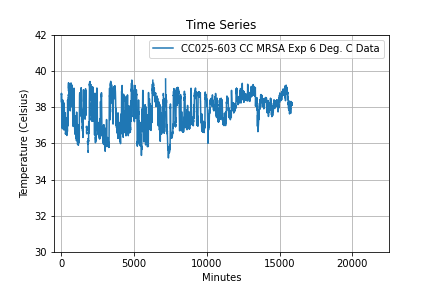 Time Series
CC025-603 CC MRSA Exp 6 Deg. C Data
Temperature (Celsius)
42
40
38
36
34
32
30
0 5000 10000 15000 20000
Minutes